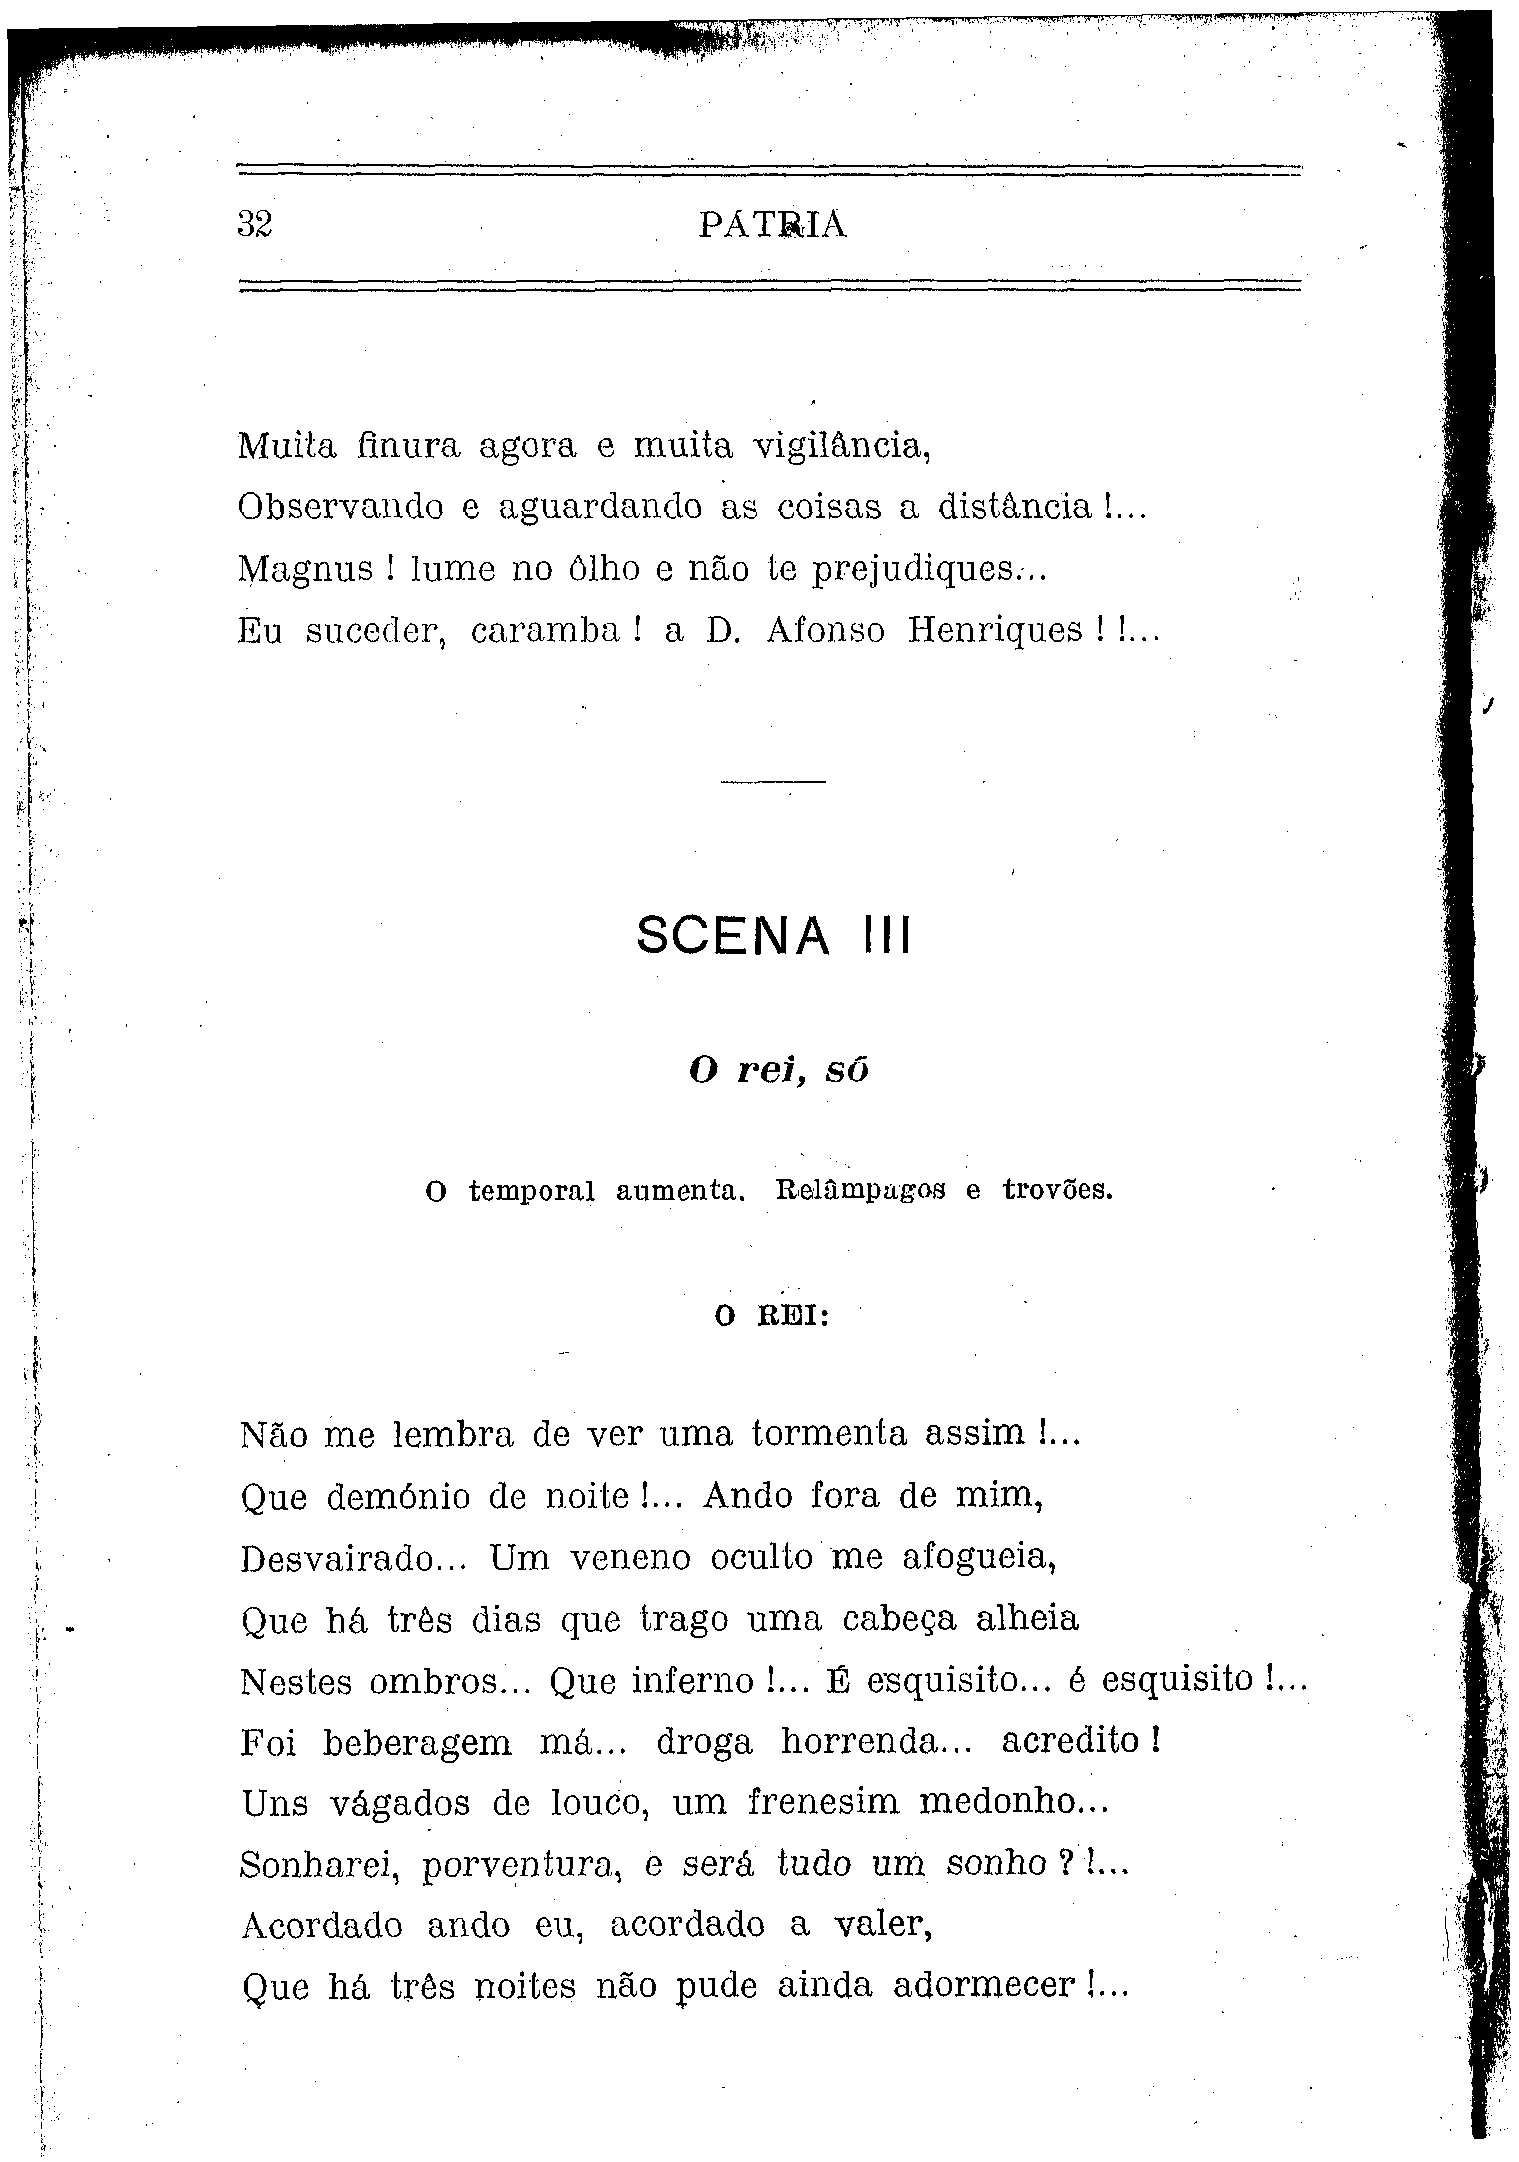 32 PÁTRIA
Muita finura agora e muita vigilância,
Observando e aguardando as coisas a distância !...
Magnus ! lume no ôlho e não te prejudiques...
Eu suceder, caramba ! a D. Afonso Henriques ! !...
SCENA III
O rei, só
O temporal aumenta. Relâmpagos e trovões.
O REI:
Não me lembra de ver uma tormenta assim !...
Que demónio de noite !... Ando fora de mim,
Desvairado... Um veneno oculto me afogueia,
Que há três dias que trago uma cabeça alheia
Nestes ombros... Que inferno !... É esquisito... é esquisito !...
Foi beberagem má... droga horrenda... acredito !
Uns vágados de louco, um frenesim medonho...
Sonharei, porventura, e será tudo um sonho ? !...
Acordado ando eu, acordado a valer,
Que há três noites não pude ainda adormecer !...